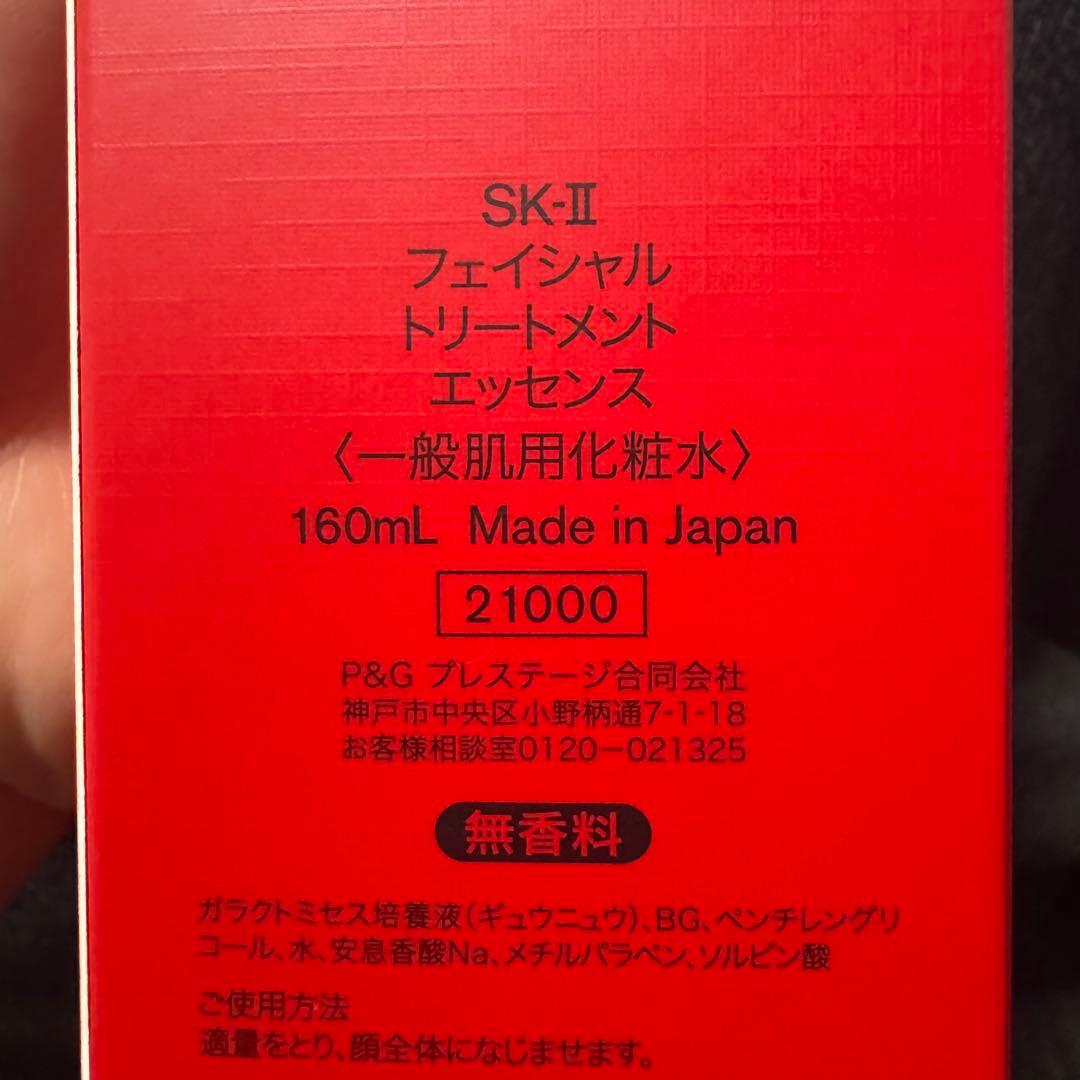 SK-Ⅱ
フェイシャル
トリートメント
エッセンス
〈一般肌用化粧水〉
160mL Made in Japan
21000
P&G プレステージ合同会社
神戸市中央区小野柄通7-1-18
お客様相談室0120-021325
無香料
ガラクトミセス培養液(ギュウニュウ)、BG、ペンチレングリ
コール、水、安息香酸Na、メチルパラベン、ソルビン酸
ご使用方法
適量をとり、顔全体になじませます。